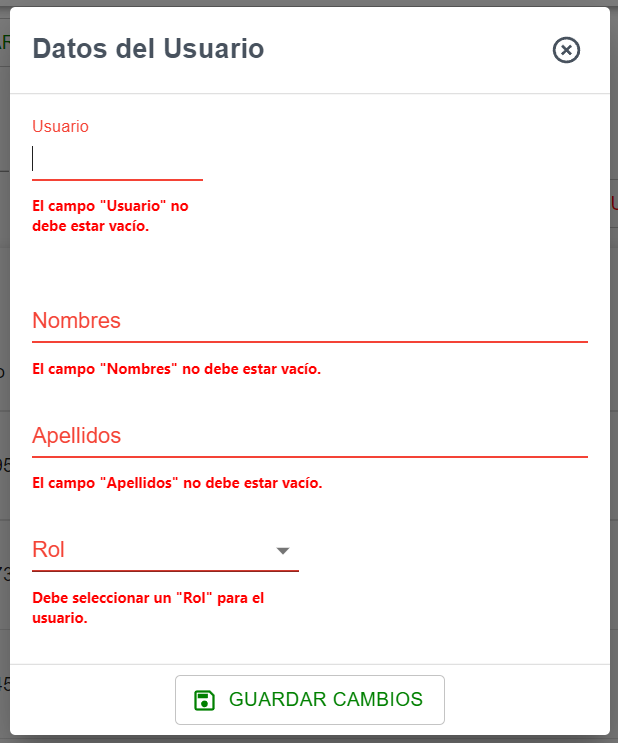 Datos del Usuario
Usuario
El campo "Usuario" no
debe estar vacío.
Nombres
El campo "Nombres" no debe estar vacío.
Apellidos
El campo "Apellidos" no debe estar vacío.
Rol
Debe seleccionar un "Rol" para el
usuario.
GUARDAR CAMBIOS